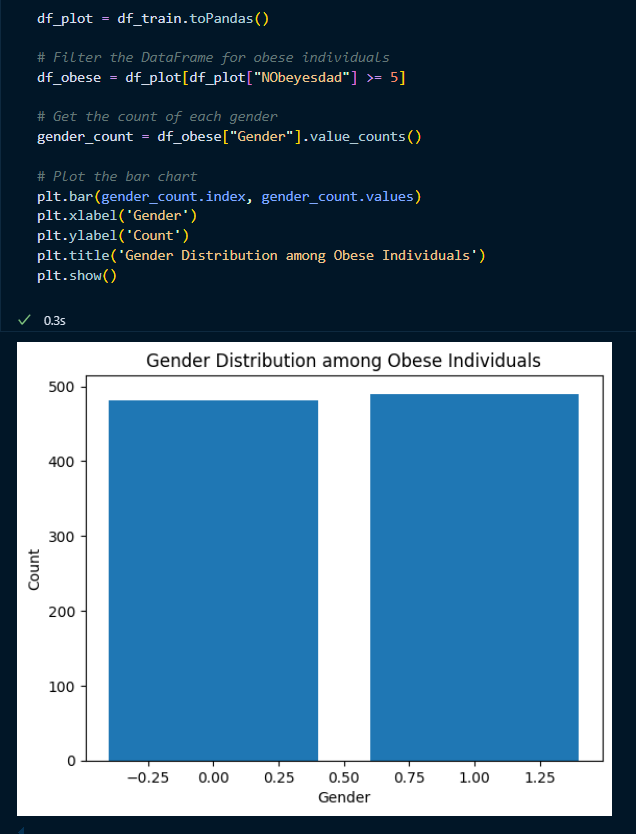 df_plot = df_train.toPandas()
# Filter the DataFrame for obese individuals
df_obese = df_plot[df_plot["NObeyesdad"] >= 5]
# Get the count of each gender
gender_count = df_obese["Gender"].value_counts()
# Plot the bar chart
plt.bar(gender_count.index, gender_count.values)
plt.xlabel('Gender')
plt.ylabel('Count')
plt.title('Gender Distribution among Obese Individuals')
plt.show()
0.3s
Gender Distribution among Obese Individuals
500
400
300
200
100
0
Count
−0.25 0.00 0.25 0.50 0.75 1.00 1.25
Gender